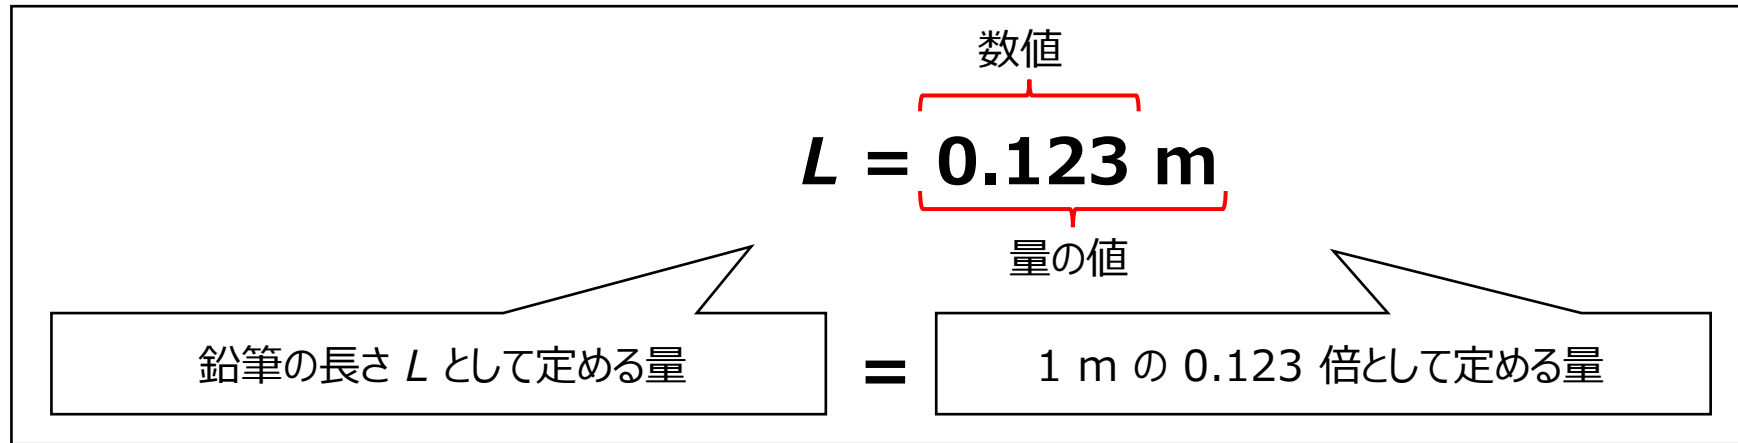 数値
L = 0.123 m
量の値
鉛筆の長さ L として定める量 = 1 m の 0.123 倍として定める量